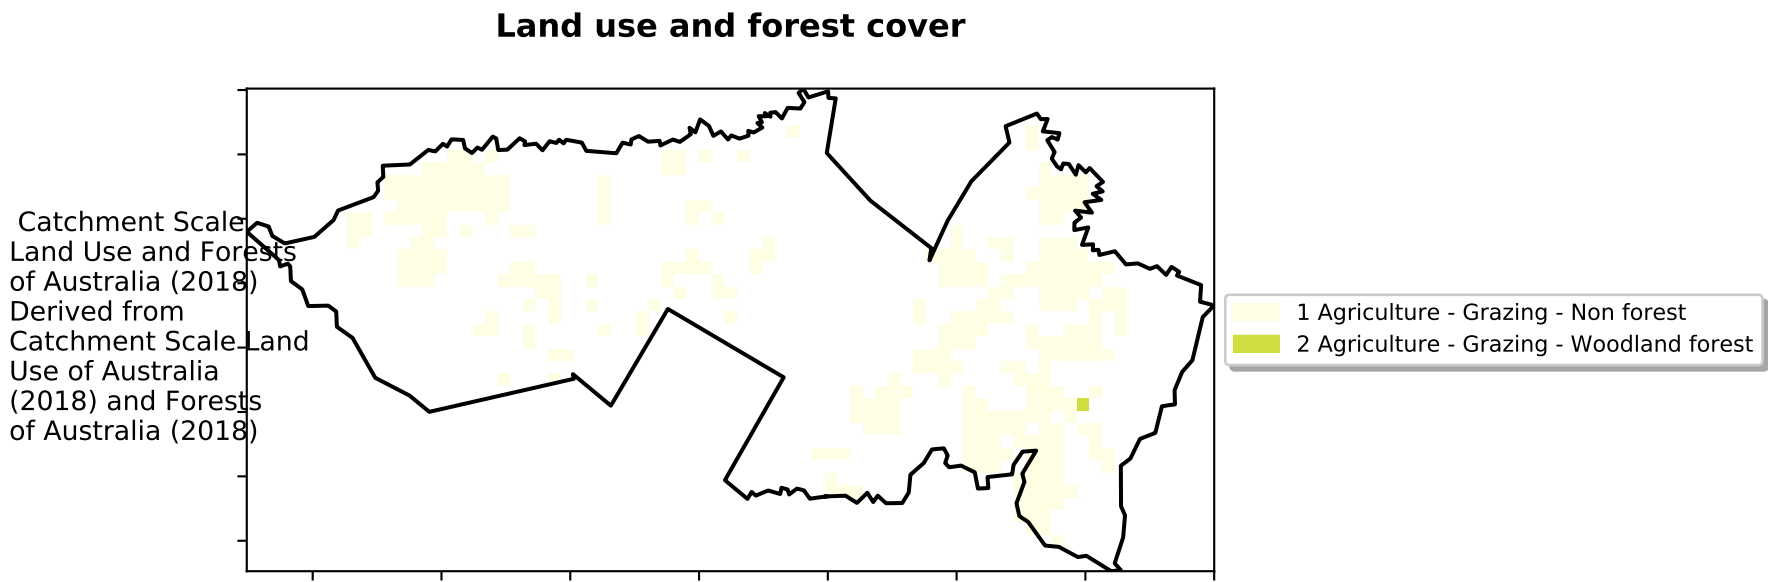 Land use and forest cover
Catchment Scale
Land Use and Forests
of Australia (2018)
Derived from
Catchment Scale Land
Use of Australia
(2018) and Forests
of Australia (2018)
1 Agriculture - Grazing - Non forest
2 Agriculture - Grazing - Woodland forest